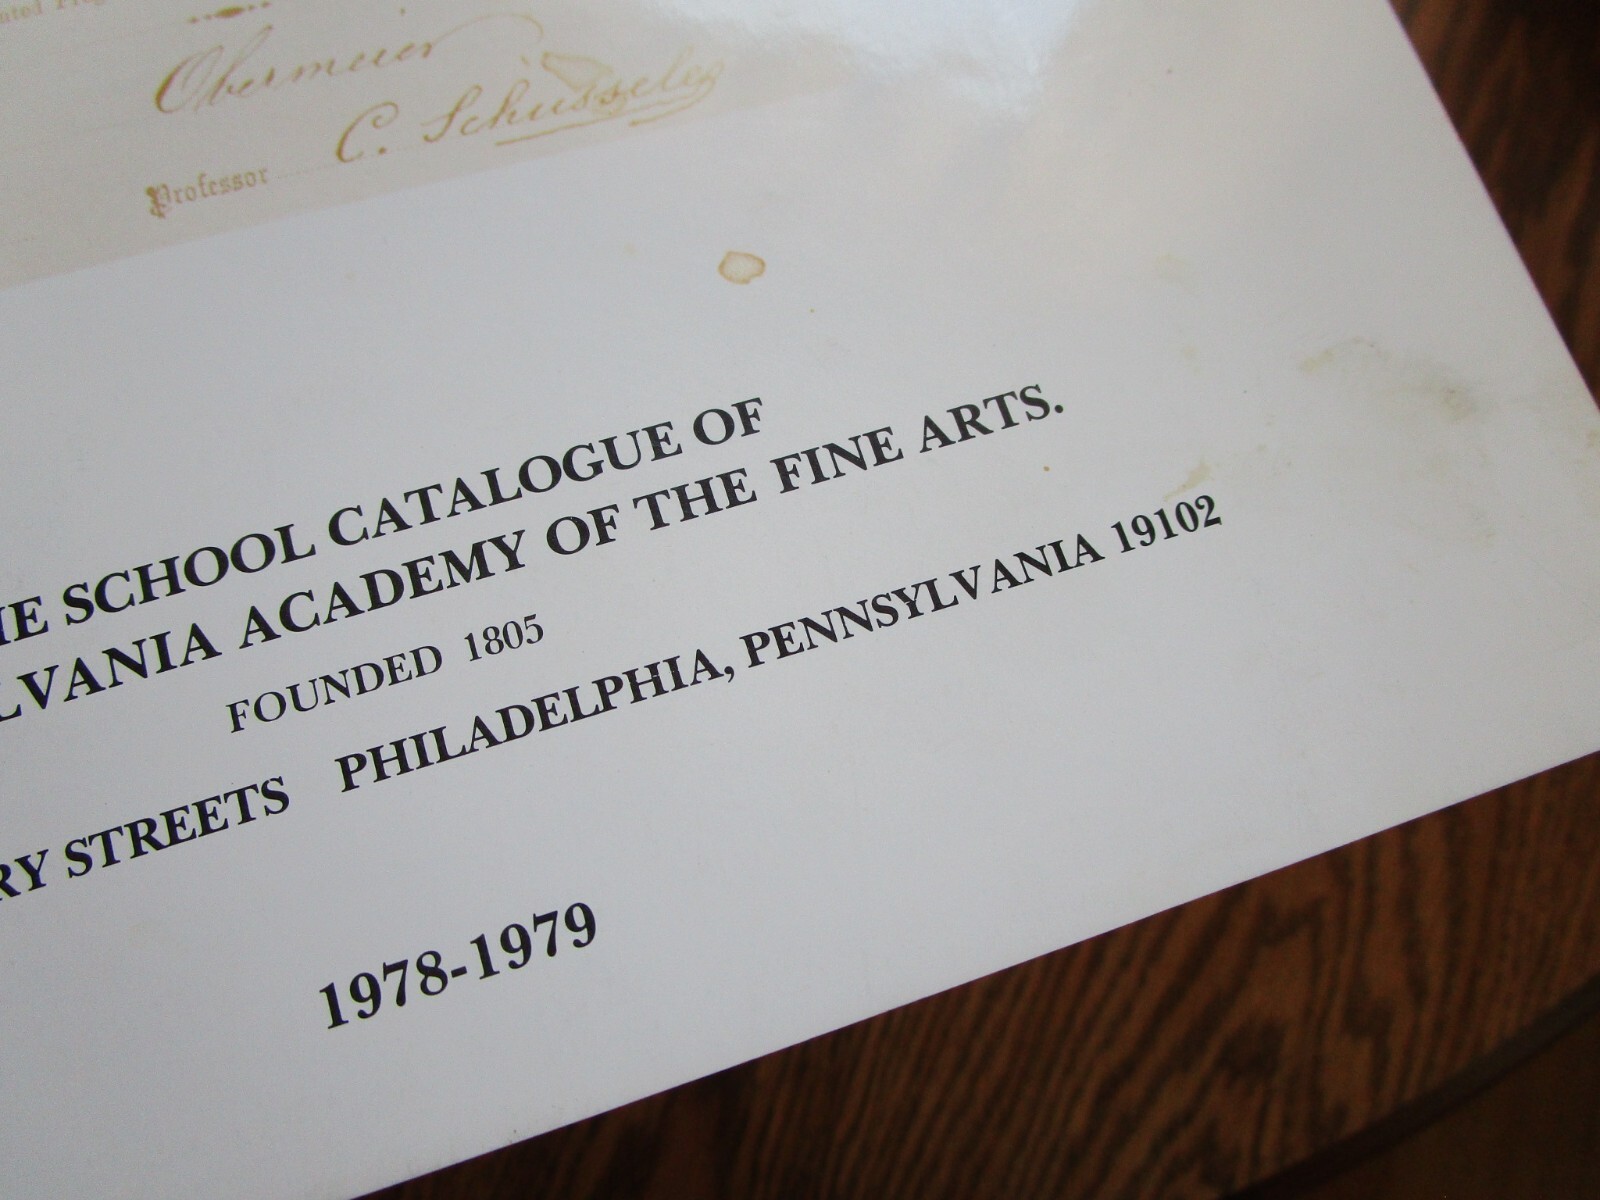 Obermeier
C. Schussele
Professor
HE SCHOOL CATALOGUE OF
LVANIA ACADEMY OF THE FINE ARTS.
FOUNDED 1805
RY STREETS PHILADELPHIA, PENNSYLVANIA 19102
1978-1979